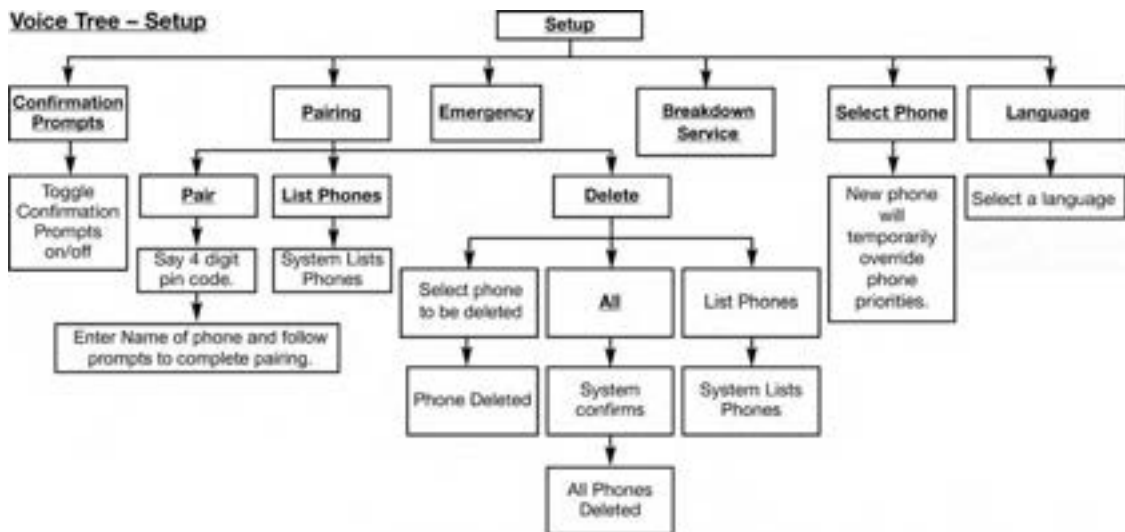 Voice Tree – Setup
Setup
Confirmation
Prompts
Pairing
Emergency
Breakdown
Service
Select Phone
Language
Toggle
Confirmation
Prompts
on/off
Pair
List Phones
Delete
New phone
will
temporarily
override
phone
priorities.
Select a language
Say 4 digit
pin code.
System Lists
Phones
Select phone
to be deleted
All
List Phones
Enter Name of phone and follow
prompts to complete pairing.
Phone Deleted
System
confirms
System Lists
Phones
All Phones
Deleted